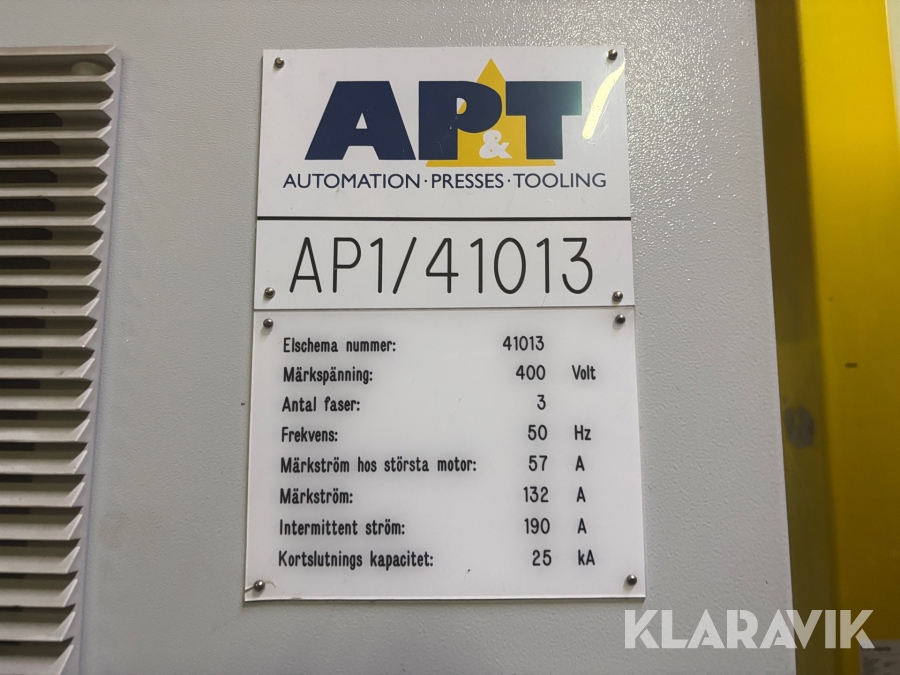 AP&T
AUTOMATION · PRESSES · TOOLING
AP1/41013
Elschema nummer: 41013
Märkspänning: 400 Volt
Antal faser: 3
Frekvens: 50 Hz
Märkström hos största motor: 57 A
Märkström: 132 A
Intermittent ström: 190 A
Kortslutnings kapacitet: 25 kA
KLARAVIK